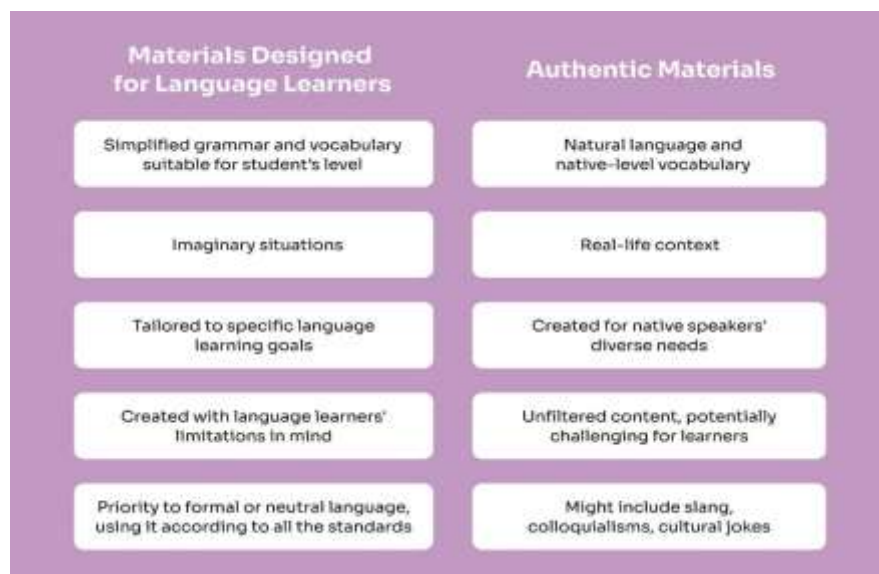 Materials Designed
for Language Learners
Authentic Materials
Simplified grammar and vocabulary
suitable for student's level
Natural language and
native-level vocabulary
Imaginary situations
Real-life context
Tailored to specific language
learning goals
Created for native speakers'
diverse needs
Created with language learners'
limitations in mind
Unfiltered content, potentially
challenging for learners
Priority to formal or neutral language,
using it according to all the standards
Might include slang,
colloquialisms, cultural jokes